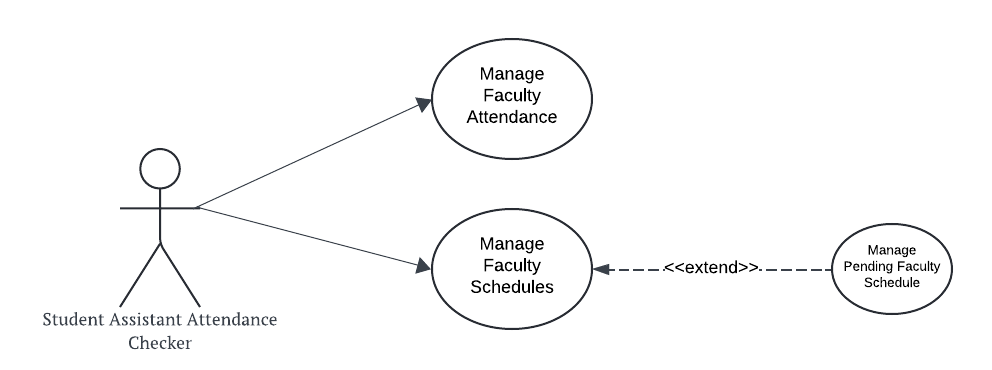 Manage
Faculty
Attendance
Student Assistant Attendance
Checker
Manage
Faculty
Schedules
<<extend>>
Manage
Pending Faculty
Schedule